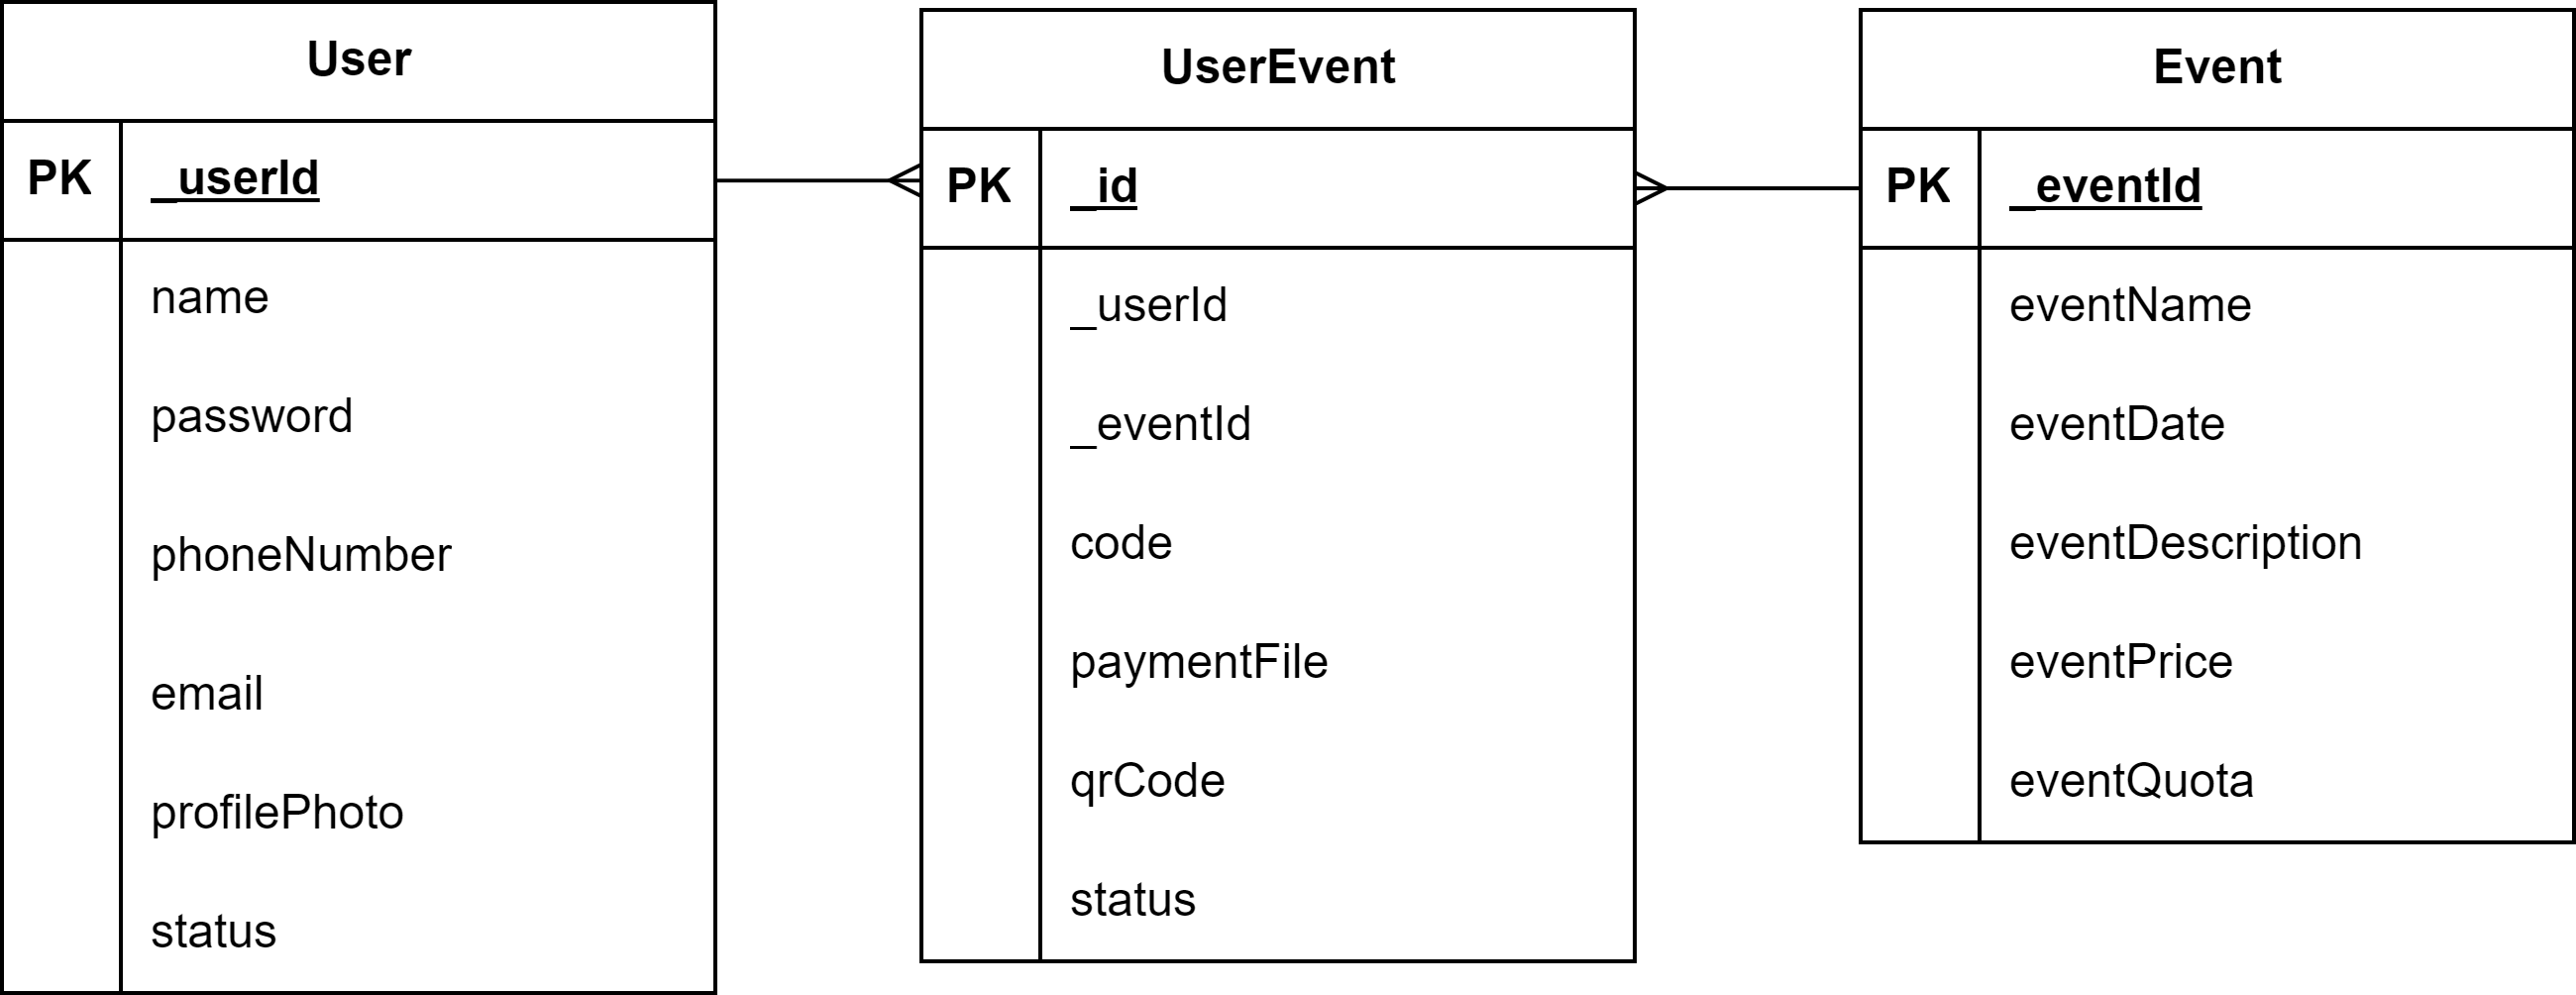 User
PK _userId
name
password
phoneNumber
email
profilePhoto
status
UserEvent
PK _id
_userId
_eventId
code
paymentFile
qrCode
status
Event
PK _eventId
eventName
eventDate
eventDescription
eventPrice
eventQuota